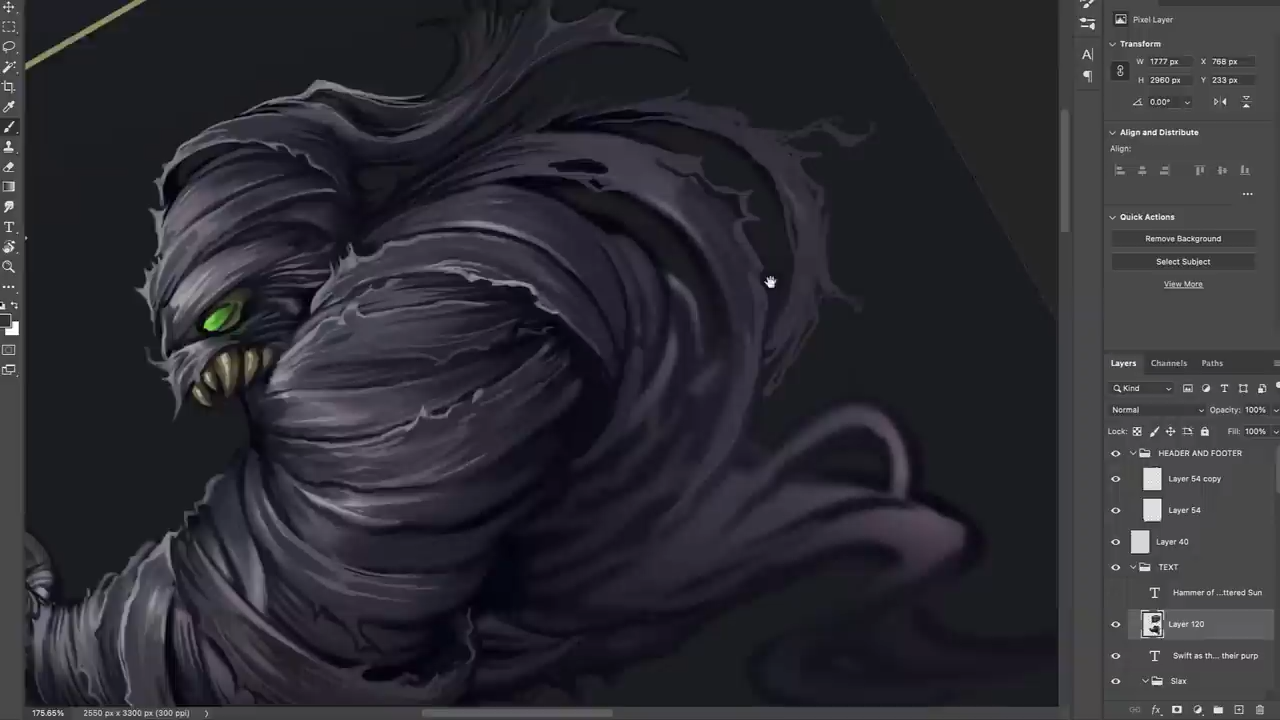 Pixel Layer
Transform
W 1777 px X 768 px
H 2960 px Y 233 px
0.00°
Align and Distribute
Align:
Quick Actions
Remove Background
Select Subject
View More
Layers Channels Paths
Kind
Normal Opacity: 100%
Lock: Fill: 100%
HEADER AND FOOTER
Layer 54 copy
Layer 54
Layer 40
TEXT
Hammer of ...ttered Sun
Layer 120
Swift as th... their purp
Slax
175.65% 2550 px x 3300 px (300 ppi)